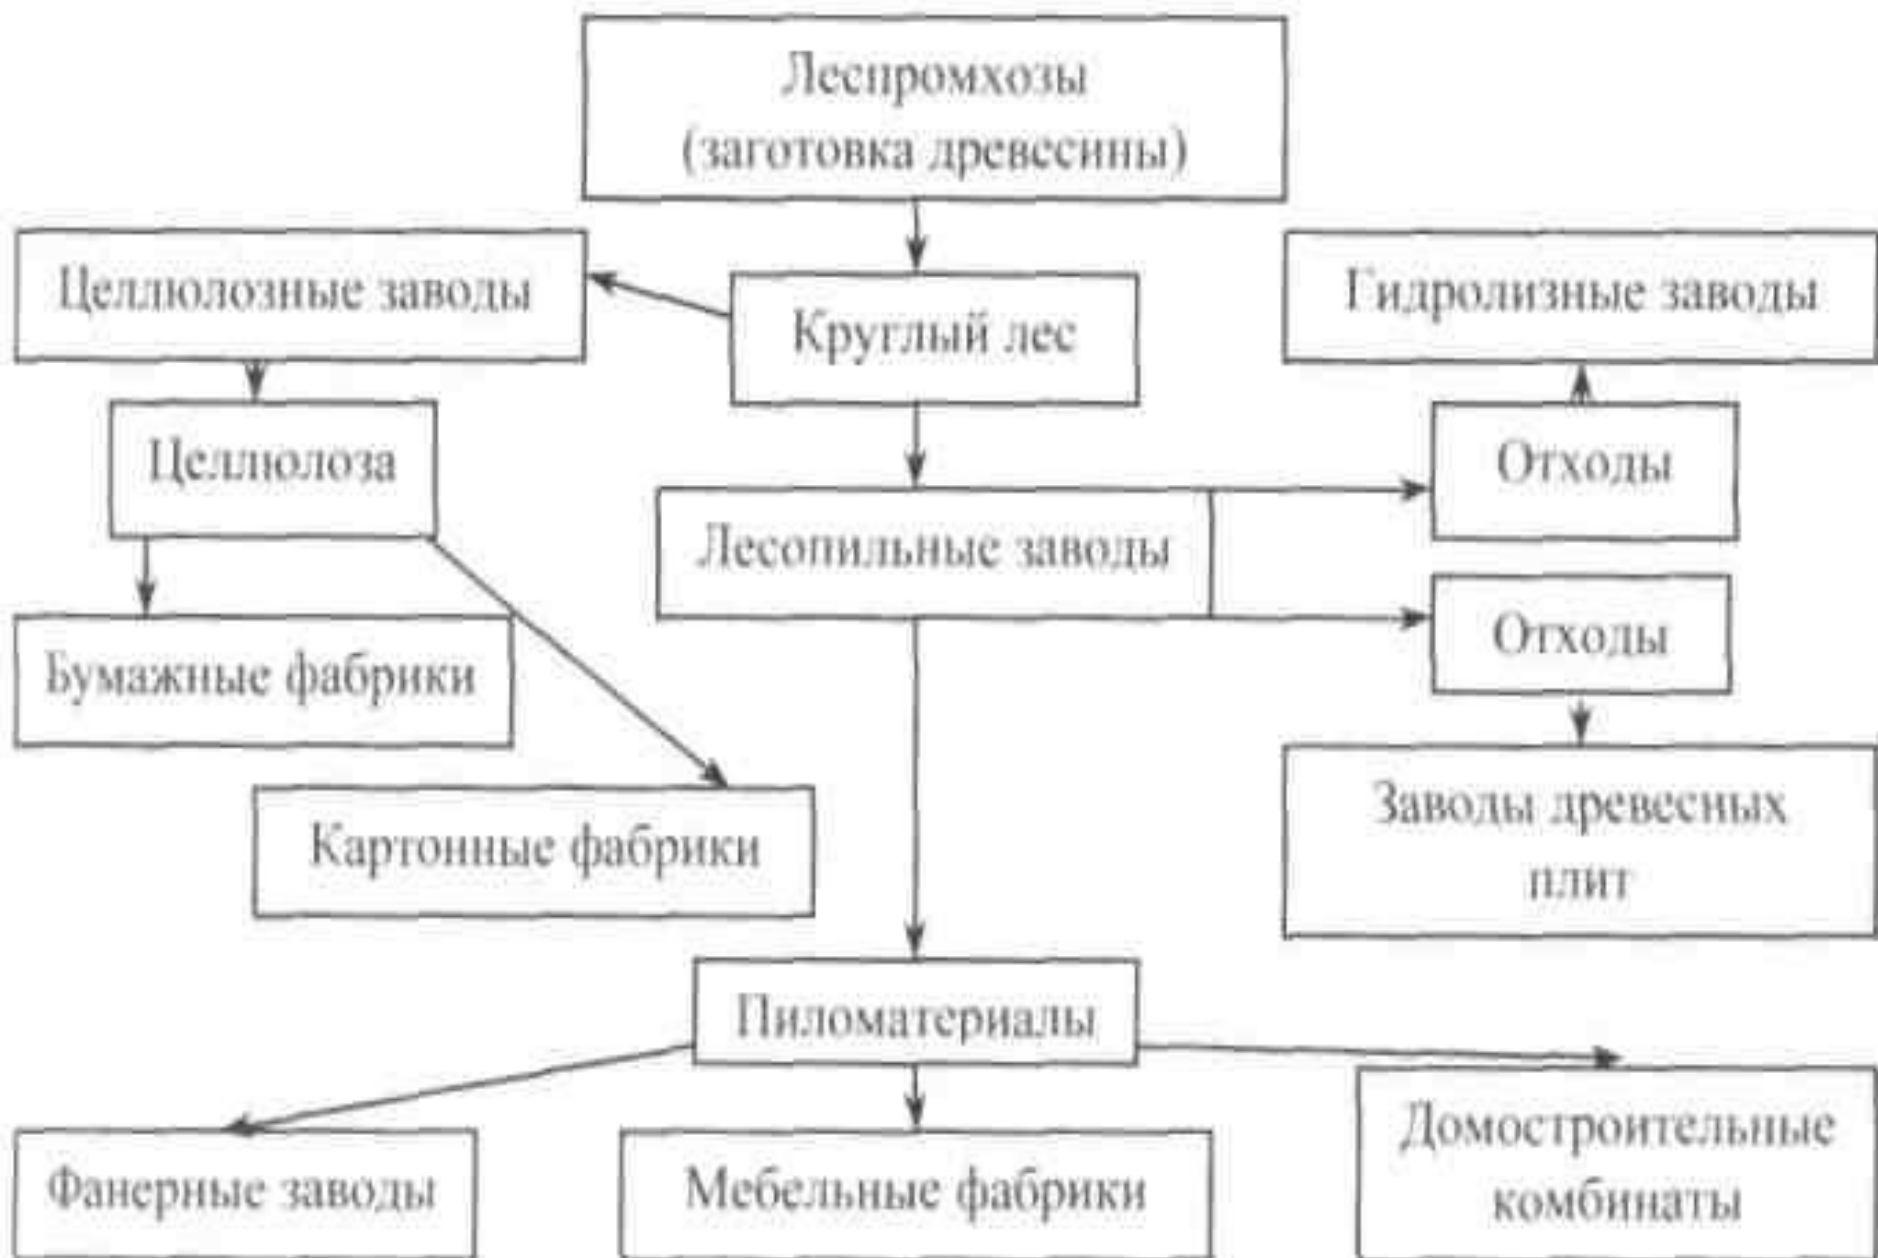 Леспромхозы
(заготовка древесины)
Целлюлозные заводы
Круглый лес
Гидролизные заводы
Целлюлоза
Отходы
Лесопильные заводы
Отходы
Бумажные фабрики
Картонные фабрики
Заводы древесных
плит
Пиломатериалы
Фанерные заводы
Мебельные фабрики
Домостроительные
комбинаты